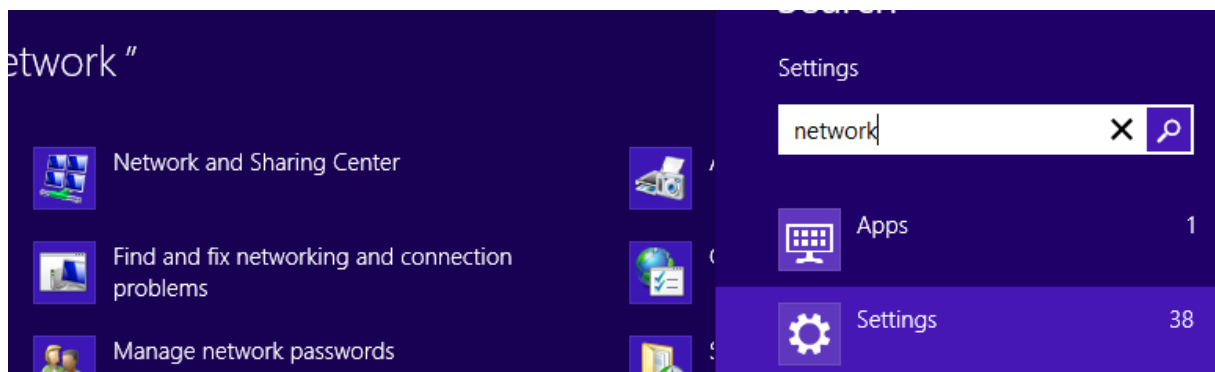 etwork "
Network and Sharing Center
Find and fix networking and connection
problems
Manage network passwords
Settings
network
Apps 1
Settings 38